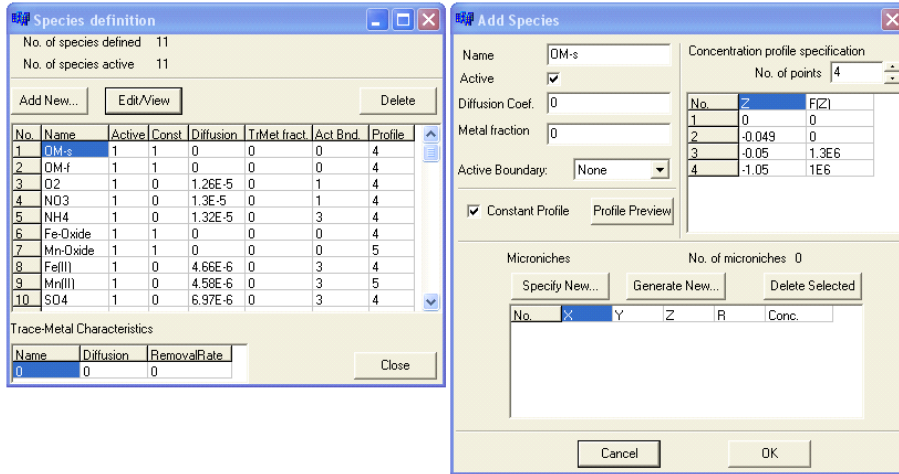 Species definition
No. of species defined 11
No. of species active 11
Add New... Edit/View Delete
No. Name Active Const Diffusion TrMet fract. Act Bnd. Profile
1 OM-s 1 1 0 0 0 4
2 OM-f 1 1 0 0 0 4
3 O2 1 0 1.26E-5 0 1 4
4 NO3 1 0 1.3E-5 0 1 4
5 NH4 1 0 1.32E-5 0 3 4
6 Fe-Oxide 1 1 0 0 0 4
7 Mn-Oxide 1 1 0 0 0 5
8 Fe(II) 1 0 4.66E-6 0 3 4
9 Mn(II) 1 0 4.58E-6 0 3 5
10 SO4 1 0 6.97E-6 0 3 4
Trace-Metal Characteristics
Name Diffusion RemovalRate
0 0 0
Close
Add Species
Name OM-s
Active
Diffusion Coef. 0
Metal fraction 0
Active Boundary: None
Constant Profile Profile Preview
Concentration profile specification
No. of points 4
No. Z F(Z)
1 0 0
2 -0.049 0
3 -0.05 1.3E6
4 -1.05 1E6
Microniches No. of microniches 0
Specify New... Generate New... Delete Selected
No. X Y Z R Conc.
Cancel OK